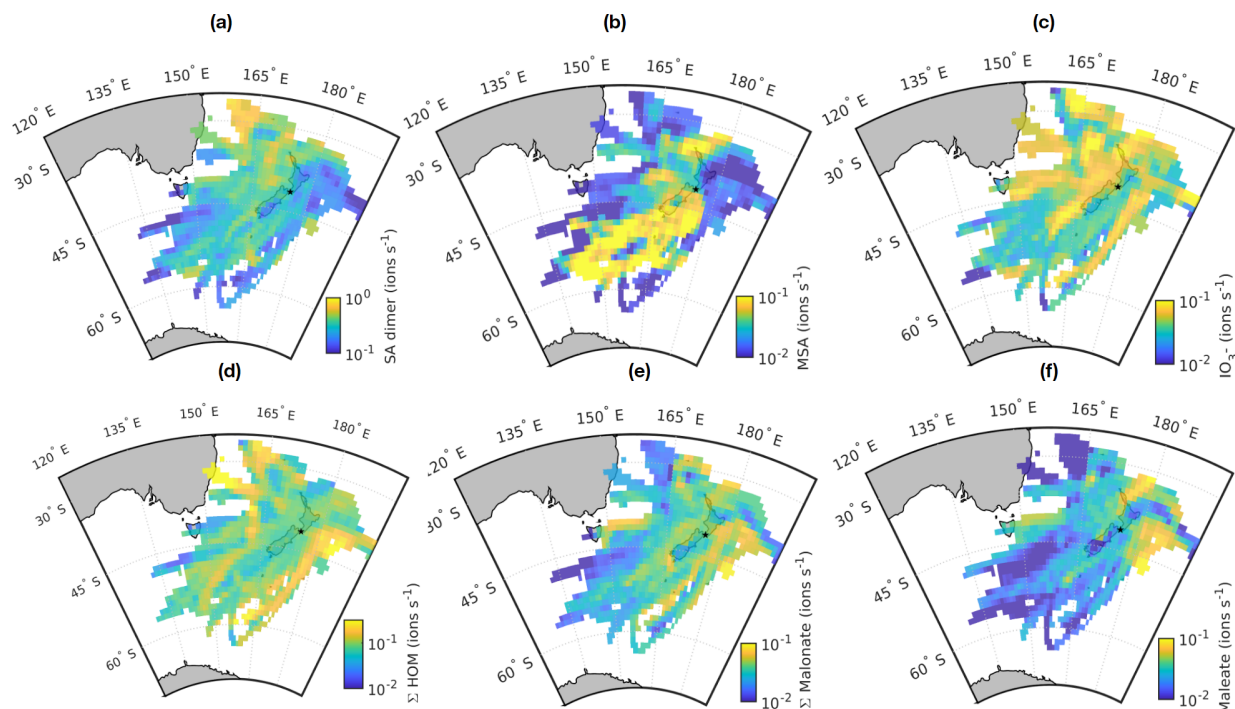 (a)
(b)
(c)
120° E
135° E
150° E
165° E
180° E
30° S
45° S
60° S
10⁰
10⁻¹
SA dimer (ions s⁻¹)
120° E
135° E
150° E
165° E
180° E
30° S
45° S
60° S
10⁻¹
10⁻²
MSA (ions s⁻¹)
120° E
135° E
150° E
165° E
180° E
30° S
45° S
60° S
10⁻¹
10⁻²
IO₃- (ions s⁻¹)
(d)
(e)
(f)
120° E
135° E
150° E
165° E
180° E
30° S
45° S
60° S
10⁻¹
10⁻²
Σ HOM (ions s⁻¹)
20° E
135° E
150° E
165° E
180° E
30° S
45° S
60° S
10⁻¹
10⁻²
Σ Malonate (ions s⁻¹)
120° E
135° E
150° E
165° E
180° E
30° S
45° S
60° S
10⁻¹
10⁻²
Maleate (ions s⁻¹)